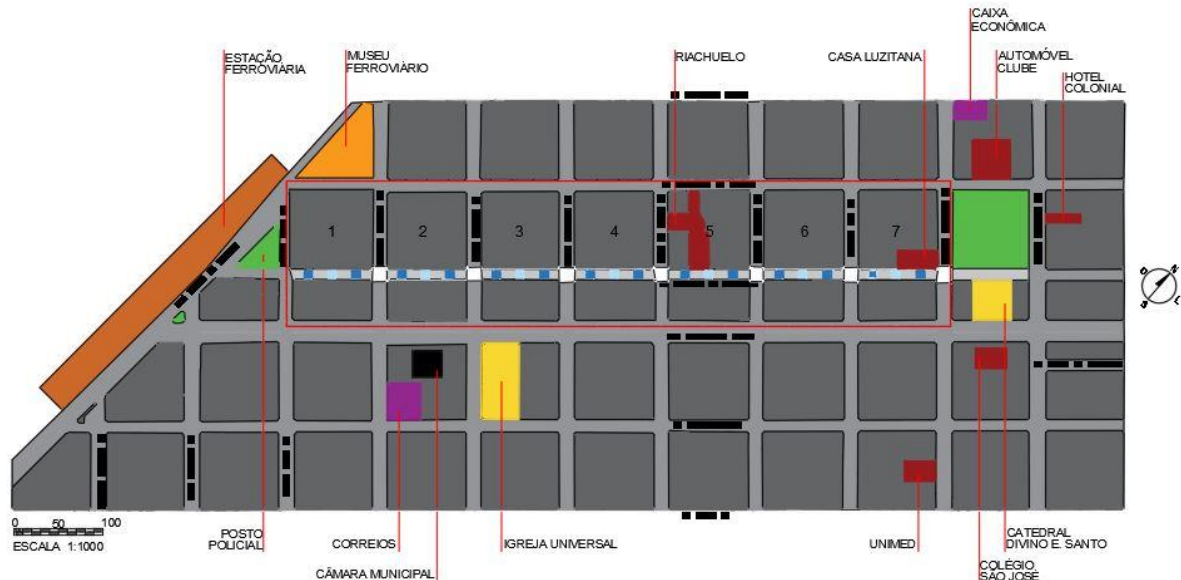 CAIXA
ECONÔMICA
ESTAÇÃO
FERROVIÁRIA
MUSEU
FERROVIÁRIO
RIACHUELO
CASA LUZITANA
AUTOMÓVEL
CLUBE
HOTEL
COLONIAL
1
2
3
4
5
6
7
0 50 100
ESCALA 1:1000
POSTO
POLICIAL
CORREIOS
CÂMARA MUNICIPAL
IGREJA UNIVERSAL
UNIMED
CATEDRAL
DIVINO E. SANTO
COLÉGIO
SÃO JOSÉ